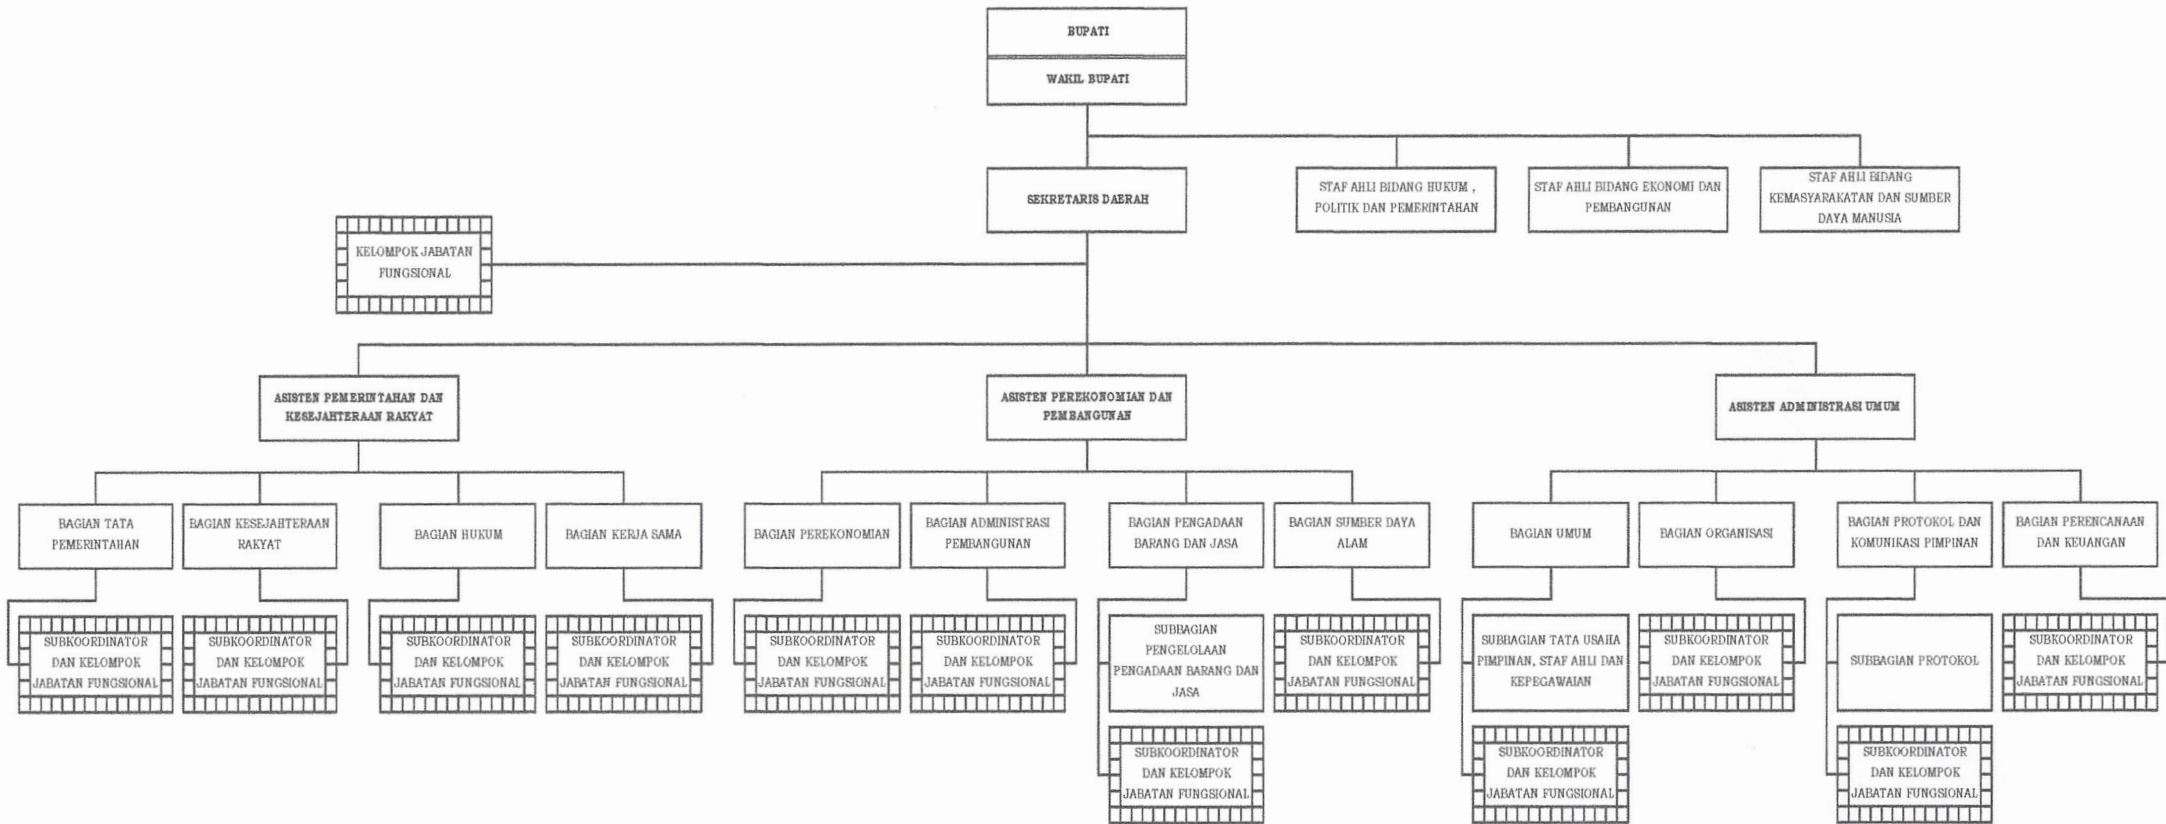 BUPATI
WAKIL BUPATI
SEKRETARIS DAERAH
STAF AHLI BIDANG HUKUM ,
POLITIK DAN PEMERINTAHAN
STAF AHLI BIDANG EKONOMI DAN
PEMBANGUNAN
STAF AHLI BIDANG
KEMASYARAKATAN DAN SUMBER
DAYA MANUSIA
KELOMPOK JABATAN
FUNGSIONAL
ASISTEN PEMERINTAHAN DAN
KESEJAHTERAAN RAKYAT
ASISTEN PEREKONOMIAN DAN
PEMBANGUNAN
ASISTEN ADMINISTRASI UMUM
BAGIAN TATA
PEMERINTAHAN
BAGIAN KESEJAHTERAAN
RAKYAT
BAGIAN HUKUM
BAGIAN KERJA SAMA
BAGIAN PEREKONOMIAN
BAGIAN ADMINISTRASI
PEMBANGUNAN
BAGIAN PENGADAAN
BARANG DAN JASA
BAGIAN SUMBER DAYA
ALAM
BAGIAN UMUM
BAGIAN ORGANISASI
BAGIAN PROTOKOL DAN
KOMUNIKASI PIMPINAN
BAGIAN PERENCANAAN
DAN KEUANGAN
SUBKOORDINATOR
DAN KELOMPOK
JABATAN FUNGSIONAL
SUBKOORDINATOR
DAN KELOMPOK
JABATAN FUNGSIONAL
SUBKOORDINATOR
DAN KELOMPOK
JABATAN FUNGSIONAL
SUBKOORDINATOR
DAN KELOMPOK
JABATAN FUNGSIONAL
SUBKOORDINATOR
DAN KELOMPOK
JABATAN FUNGSIONAL
SUBKOORDINATOR
DAN KELOMPOK
JABATAN FUNGSIONAL
SUBBAGIAN
PENGELOLAAN
PENGADAAN BARANG DAN
JASA
SUBKOORDINATOR
DAN KELOMPOK
JABATAN FUNGSIONAL
SUBBAGIAN TATA USAHA
PIMPINAN, STAF AHLI DAN
KEPEGAWAIAN
SUBKOORDINATOR
DAN KELOMPOK
JABATAN FUNGSIONAL
SUBBAGIAN PROTOKOL
SUBKOORDINATOR
DAN KELOMPOK
JABATAN FUNGSIONAL
SUBKOORDINATOR
DAN KELOMPOK
JABATAN FUNGSIONAL
SUBKOORDINATOR
DAN KELOMPOK
JABATAN FUNGSIONAL
SUBKOORDINATOR
DAN KELOMPOK
JABATAN FUNGSIONAL